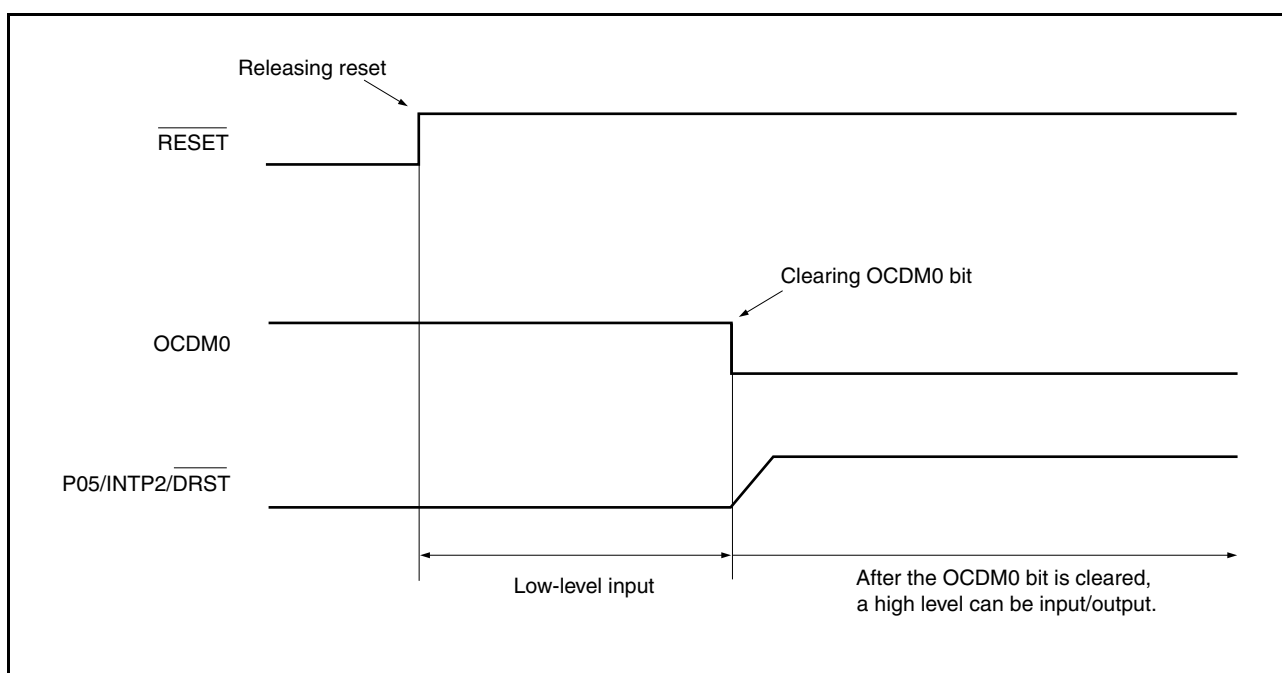 Releasing reset
RESET
Clearing OCDM0 bit
OCDM0
P05/INTP2/DRST
Low-level input
After the OCDM0 bit is cleared,
a high level can be input/output.